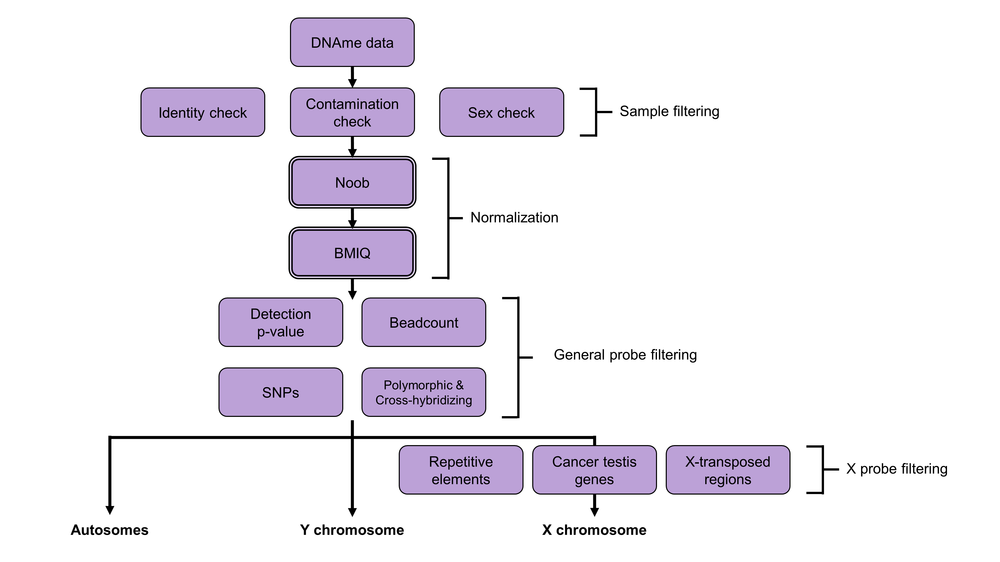 DNAme data
Identity check
Contamination
check
Sex check
Sample filtering
Noob
Normalization
BMIQ
Detection
p-value
Beadcount
General probe filtering
SNPs
Polymorphic &
Cross-hybridizing
Repetitive
elements
Cancer testis
genes
X-transposed
regions
X probe filtering
Autosomes
Y chromosome
X chromosome